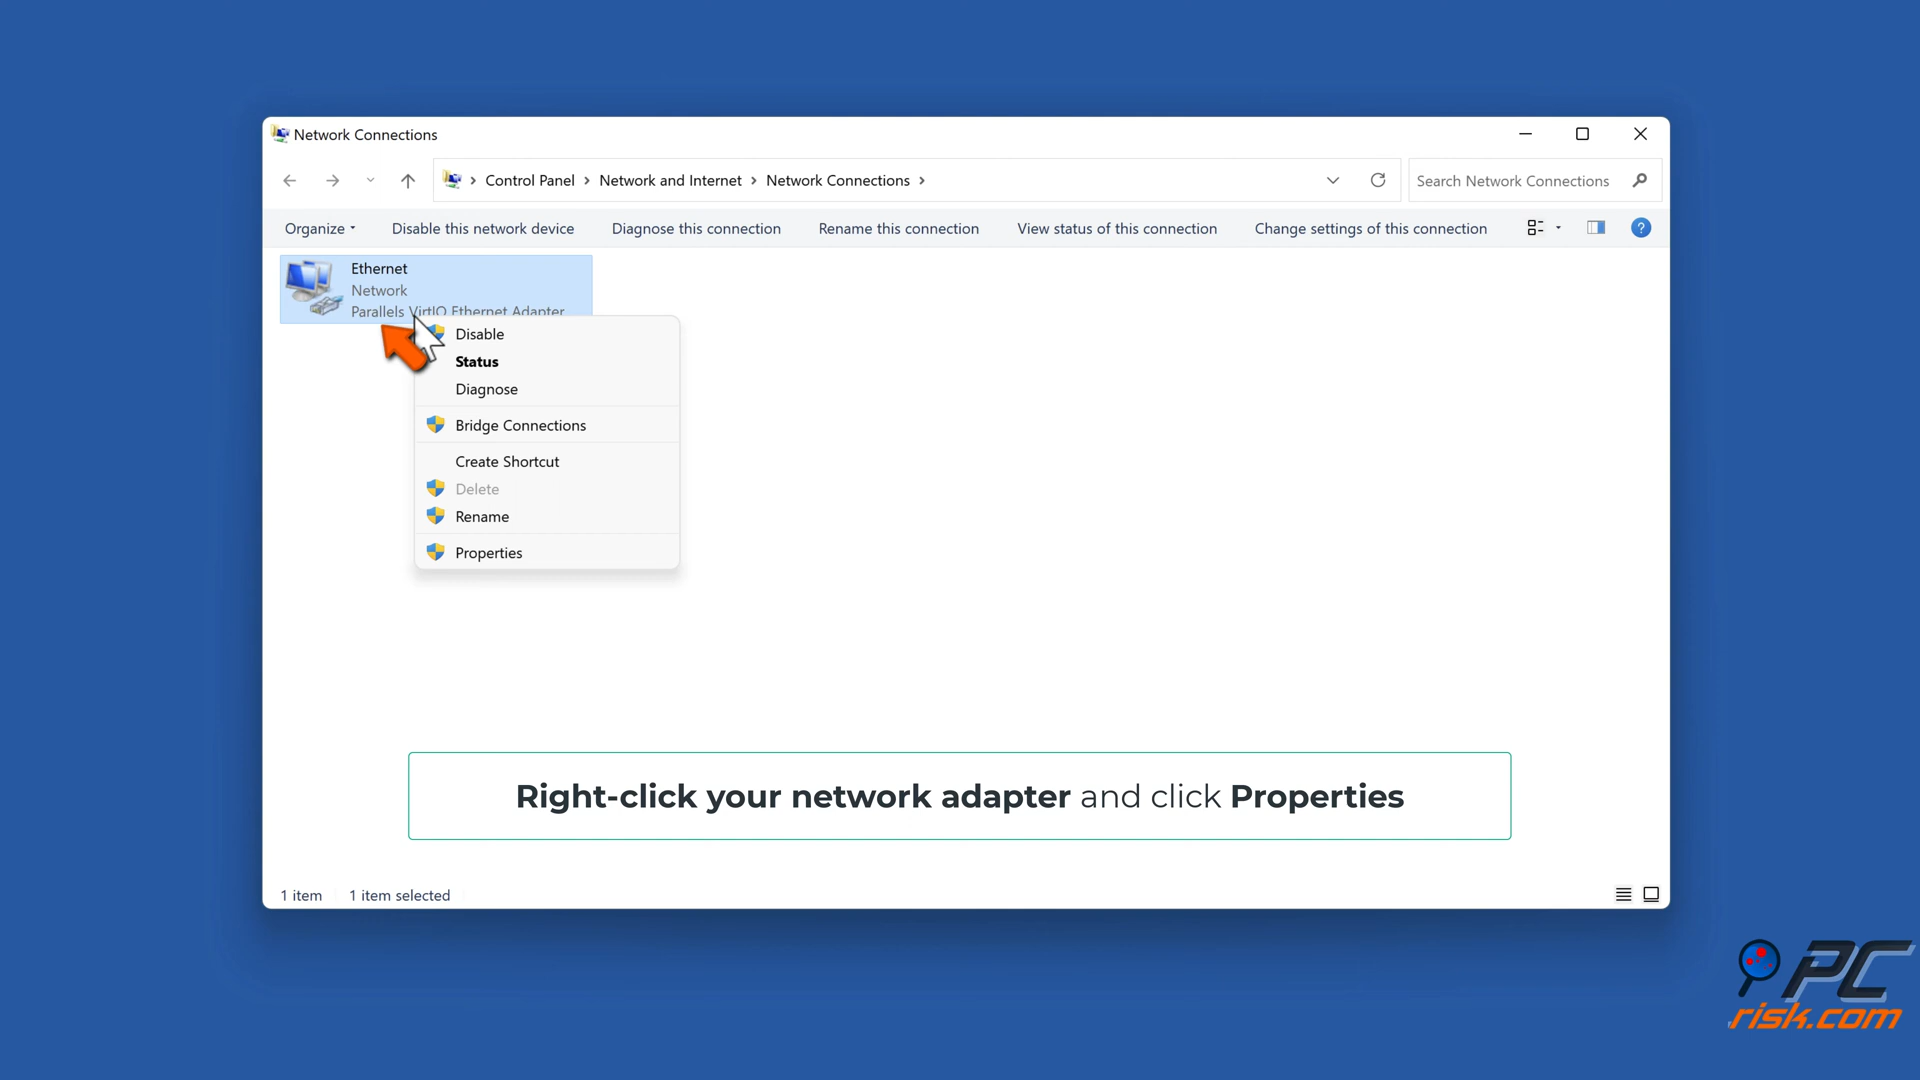 Network Connections
Control Panel Network and Internet Network Connections
Search Network Connections
Organize Disable this network device Diagnose this connection Rename this connection View status of this connection Change settings of this connection ?
Ethernet
Network
Parallels VirtIO Ethernet Adapter
Disable
Status
Diagnose
Bridge Connections
Create Shortcut
Delete
Rename
Properties
Right-click your network adapter and click Properties
1 item 1 item selected
PC
risk.com